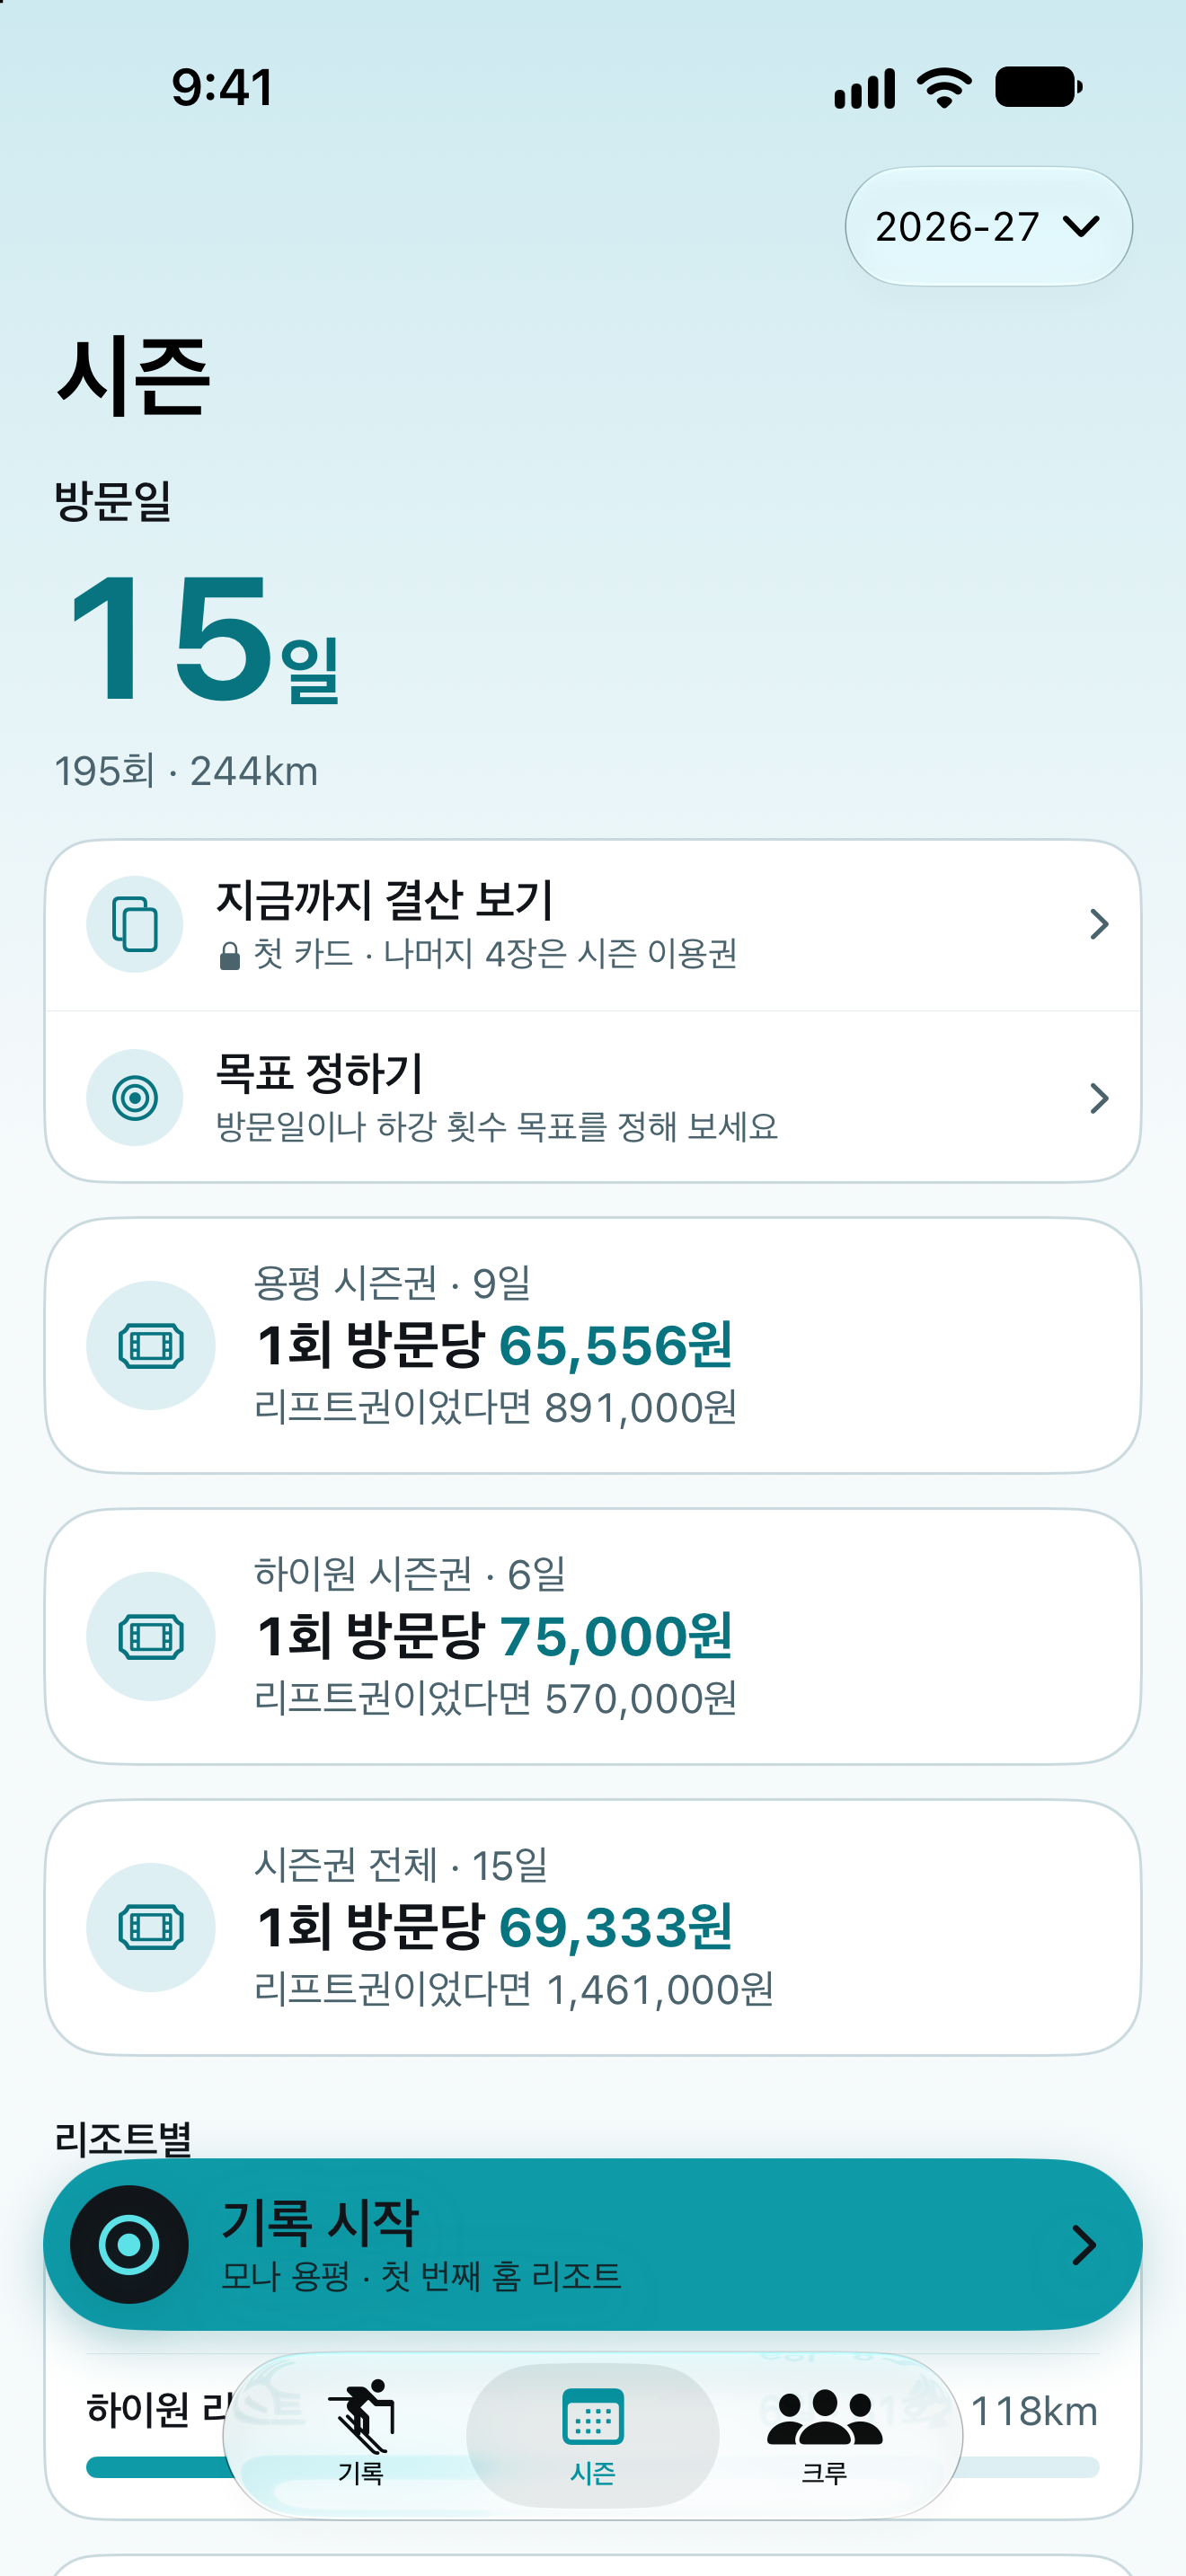 9:41
2026-27
시즌
방문일
15일
195회 · 244km
지금까지 결산 보기
첫 카드 · 나머지 4장은 시즌 이용권
목표 정하기
방문일이나 하강 횟수 목표를 정해 보세요
용평 시즌권 · 9일
1회 방문당 65,556원
리프트권이었다면 891,000원
하이원 시즌권 · 6일
1회 방문당 75,000원
리프트권이었다면 570,000원
시즌권 전체 · 15일
1회 방문당 69,333원
리프트권이었다면 1,461,000원
리조트별
기록 시작
모나 용평 · 첫 번째 홈 리조트
하이원 118km
기록
시즌
크루